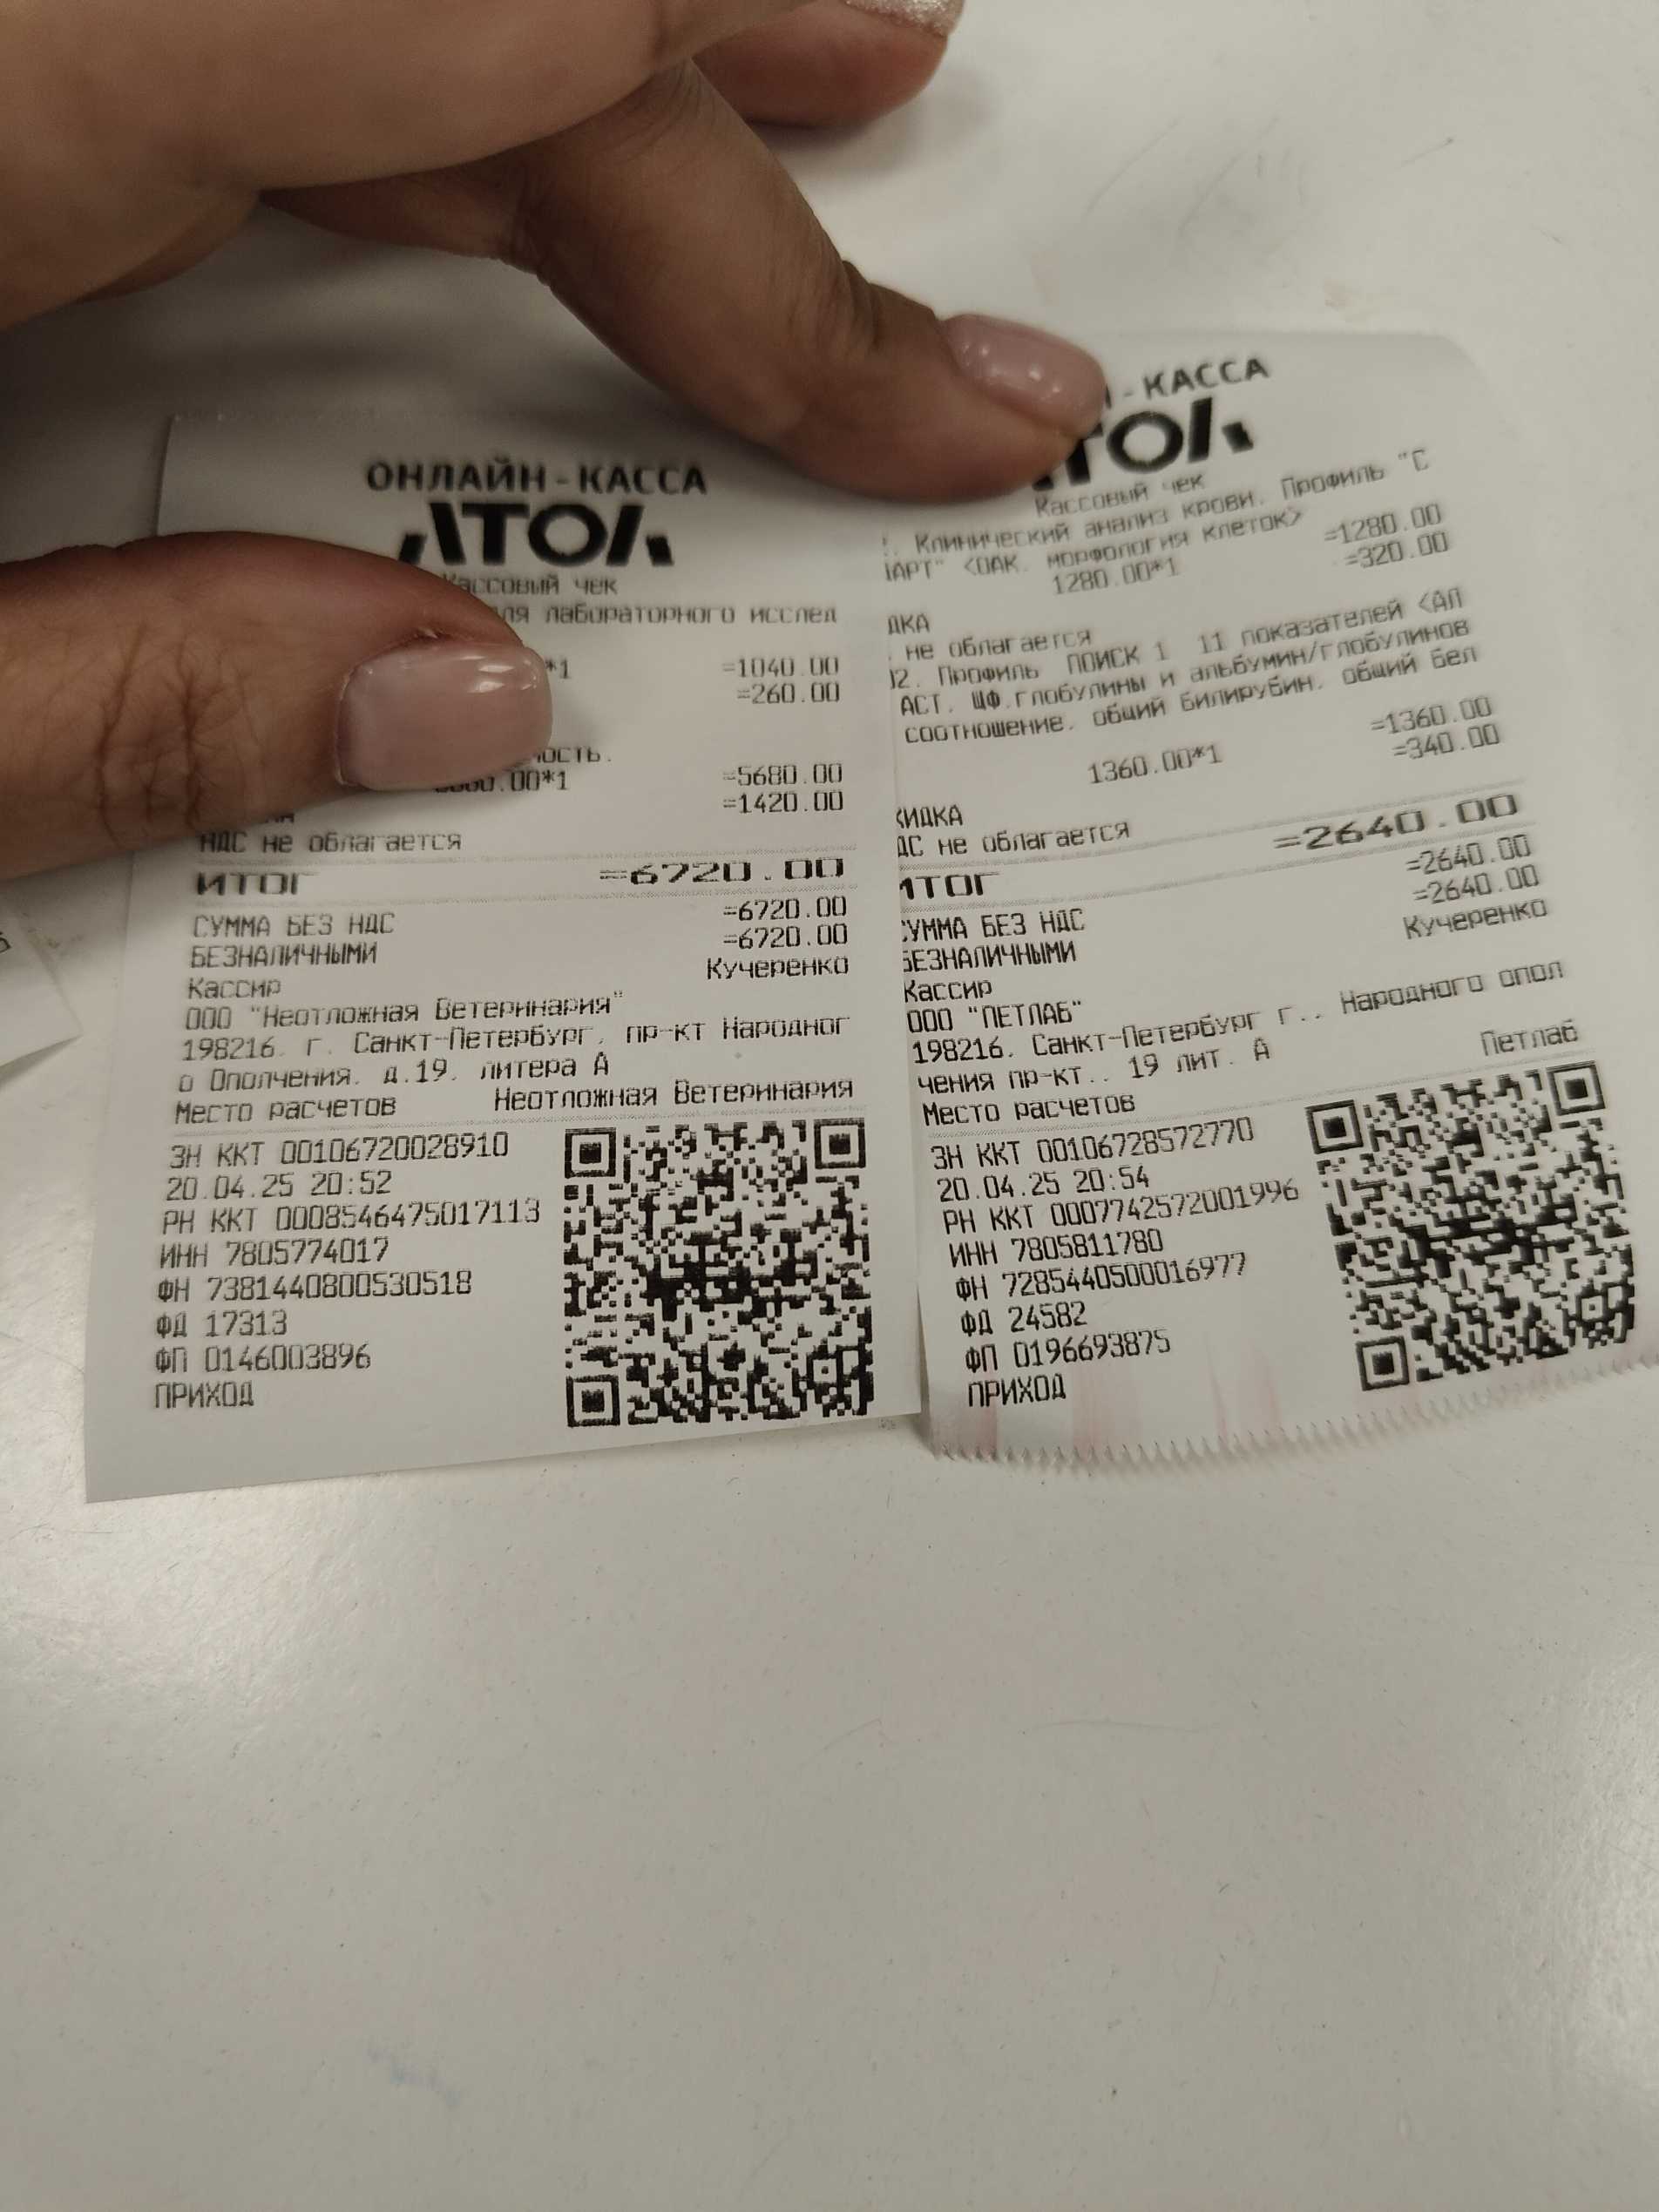 ОНЛАЙН-КАССА
АТОЛ
Кассовый чек
лабораторного исслед
*1 =1040.00
=260.00
.00*1 =5680.00
=1420.00
НДС не облагается
ИТОГ =6720.00
СУММА БЕЗ НДС =6720.00
БЕЗНАЛИЧНЫМИ =6720.00
Кассир Кучеренко
ООО "Неотложная Ветеринария"
198216, г. Санкт-Петербург, пр-кт Народног
о Ополчения, д.19, литера А
Место расчетов Неотложная Ветеринария
ЗН ККТ 00106720028910
20.04.25 20:52
РН ККТ 0008546475017113
ИНН 7805774017
ФН 7381440800530518
ФД 17313
ФП 0146003896
ПРИХОД
-КАССА
ТОЛ
Кассовый чек
. Клинический анализ крови. Профиль "С
АРТ" <ОАК, морфология клеток>
1280.00*1 =1280.00
=320.00
не облагается
2. Профиль ПОИСК 1 11 показателей <АЛ
АСТ, ЩФ,глобулины и альбумин/глобулинов
соотношение, общий билирубин, общий бел
1360.00*1 =1360.00
КИДКА =340.00
ДС не облагается
ИТОГ =2640.00
СУММА БЕЗ НДС =2640.00
БЕЗНАЛИЧНЫМИ =2640.00
Кассир Кучеренко
ООО "ПЕТЛАБ"
198216, Санкт-Петербург г., Народного опол
чения пр-кт., 19 лит. А
Место расчетов Петлаб
ЗН ККТ 00106728572770
20.04.25 20:54
РН ККТ 0007742572001996
ИНН 7805811780
ФН 7285440500016977
ФД 24582
ФП 0196693875
ПРИХОД